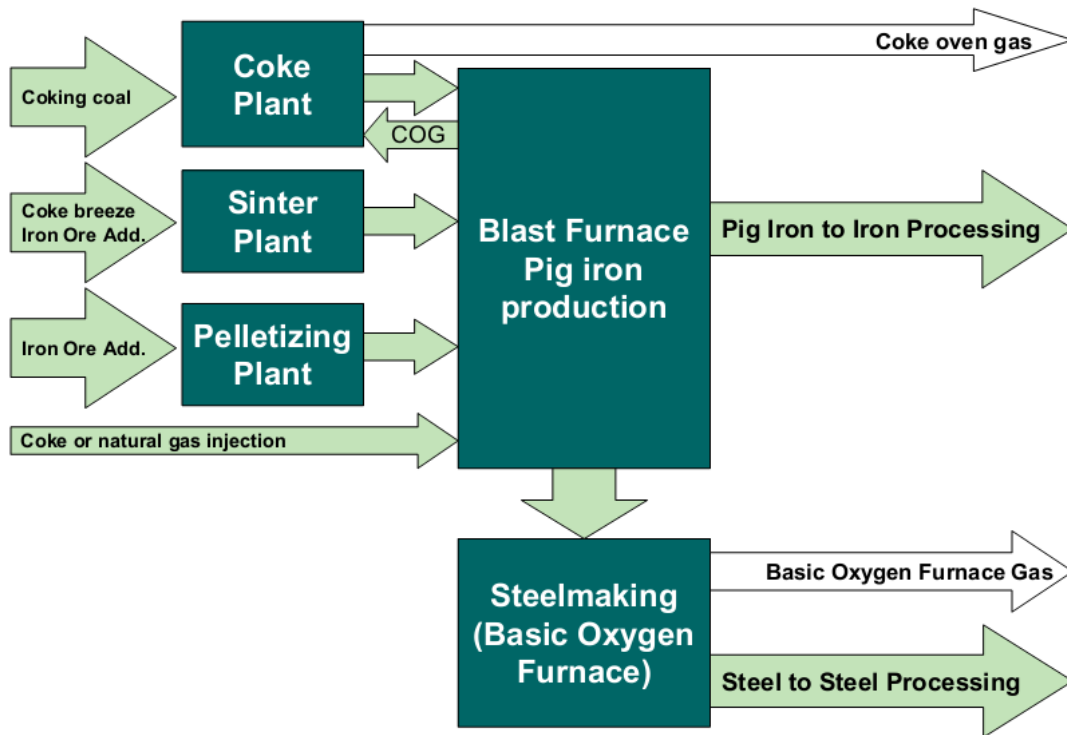 Coke oven gas
Coke
Plant
Coking coal
COG
Sinter
Plant
Coke breeze
Iron Ore Add.
Blast Furnace
Pig iron
production
Pig Iron to Iron Processing
Pelletizing
Plant
Iron Ore Add.
Coke or natural gas injection
Steelmaking
(Basic Oxygen
Furnace)
Basic Oxygen Furnace Gas
Steel to Steel Processing